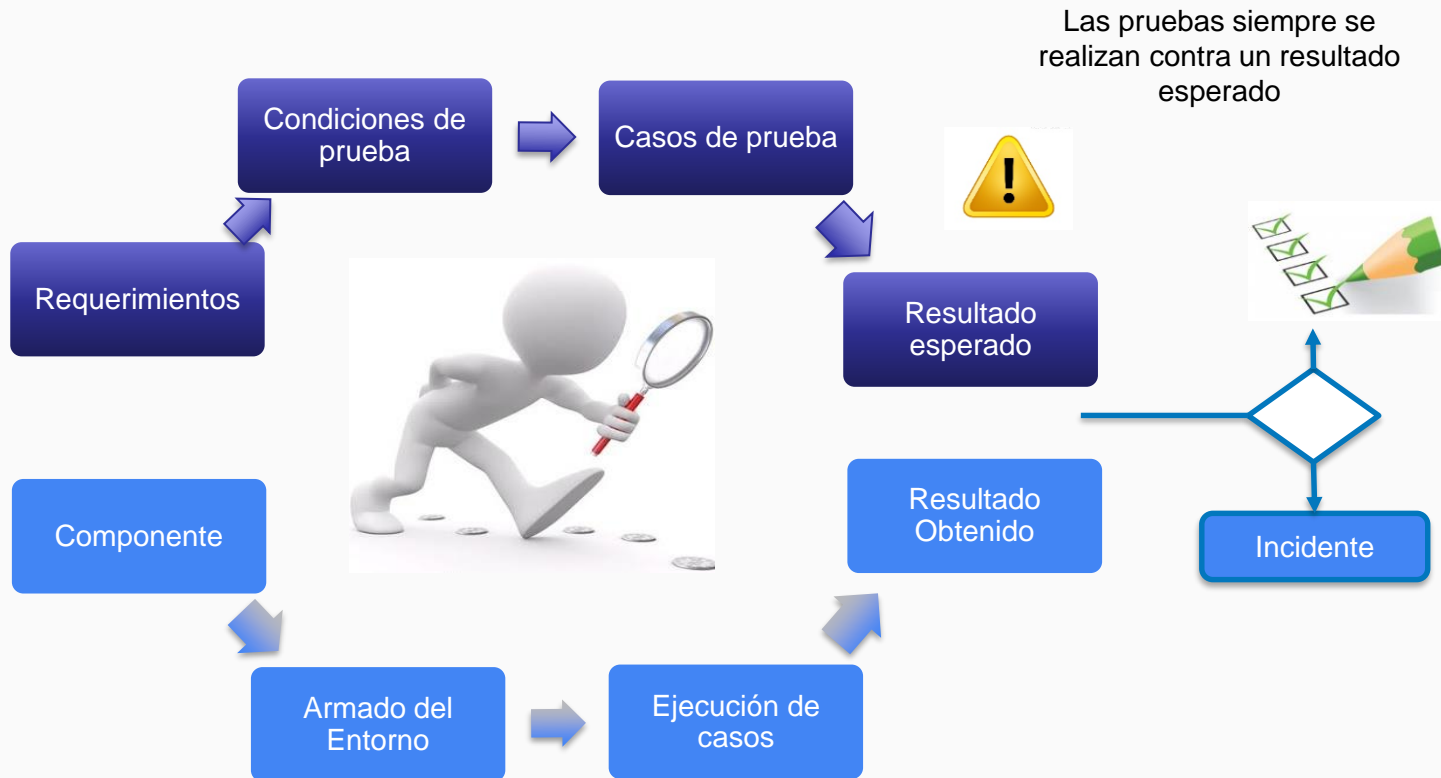 Las pruebas siempre se
realizan contra un resultado
esperado
Condiciones de
prueba
Casos de prueba
Requerimientos
Resultado
esperado
Componente
Resultado
Obtenido
Incidente
Armado del
Entorno
Ejecución de
casos